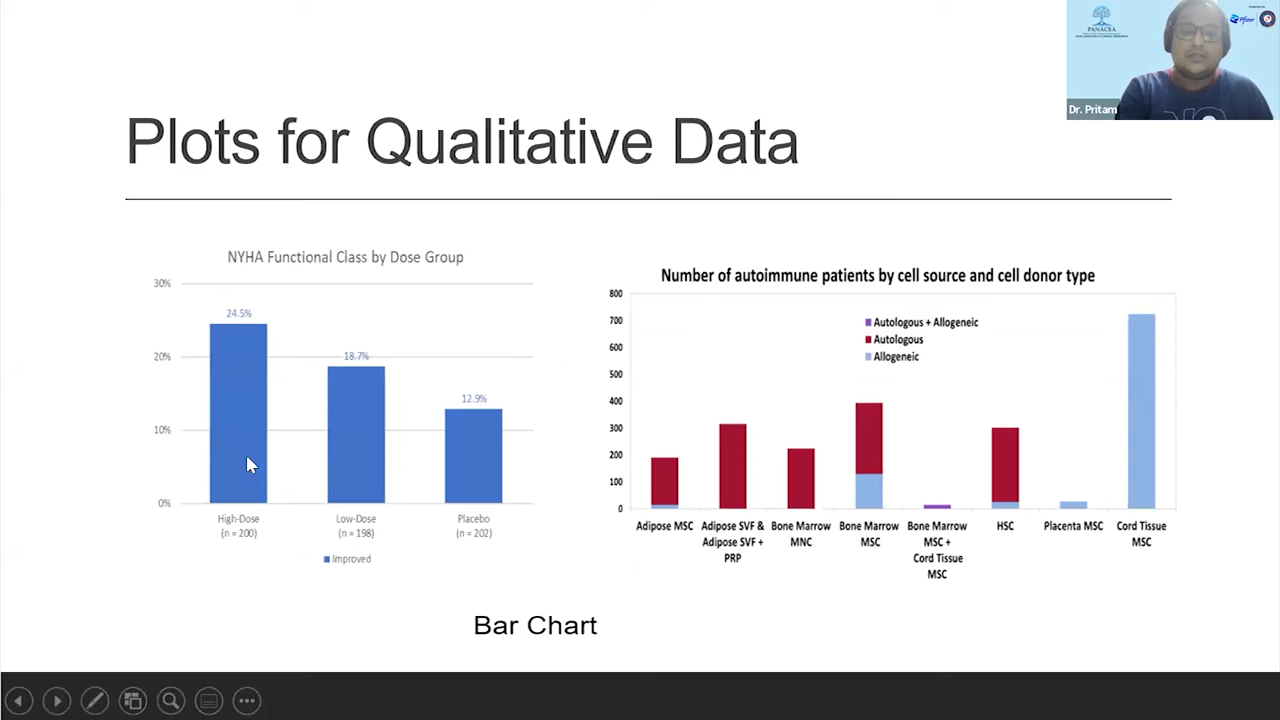 PANACEA
Pfizer
Dr. Pritam
Plots for Qualitative Data
NYHA Functional Class by Dose Group
30%
20%
10%
0%
24.5%
18.7%
12.9%
High-Dose
(n = 200)
Low-Dose
(n = 198)
Placebo
(n = 202)
Improved
Number of autoimmune patients by cell source and cell donor type
800
700
600
500
400
300
200
100
0
Autologous + Allogeneic
Autologous
Allogeneic
Adipose MSC
Adipose SVF &
Adipose SVF +
PRP
Bone Marrow
MNC
Bone Marrow
MSC
Bone Marrow
MSC +
Cord Tissue
MSC
HSC
Placenta MSC
Cord Tissue
MSC
Bar Chart